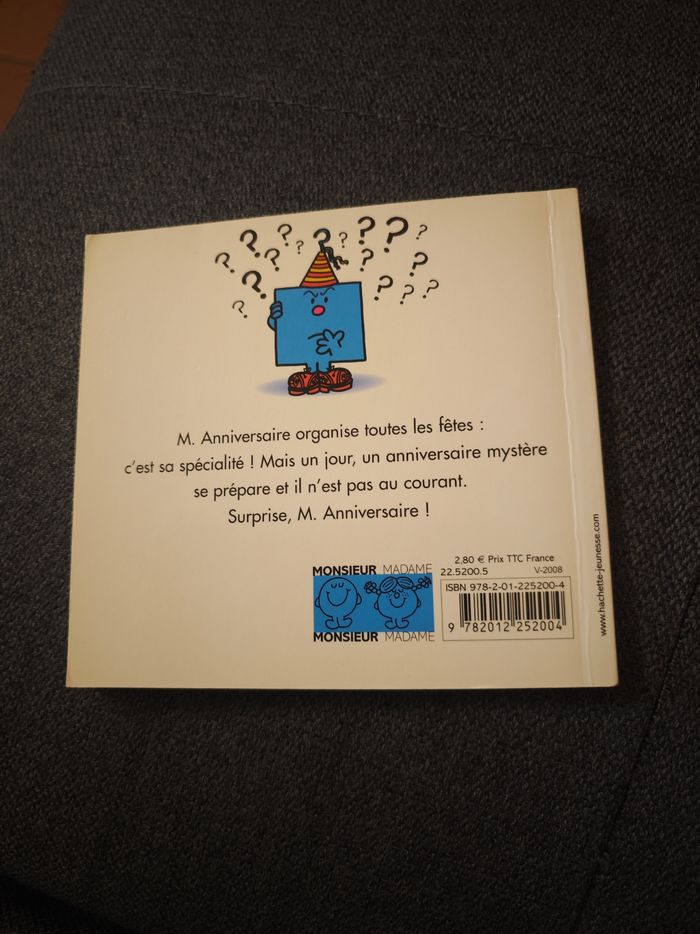 ? ? ? ? ? ? ? ? ? ? ? ? ? ? ? ? ?
M. Anniversaire organise toutes les fêtes :
c'est sa spécialité ! Mais un jour, un anniversaire mystère
se prépare et il n'est pas au courant.
Surprise, M. Anniversaire !
MONSIEUR MADAME
MONSIEUR MADAME
2,80 € Prix TTC France
22.5200.5 V-2008
ISBN 978-2-01-225200-4
9 782012 252004
www.hachette-jeunesse.com